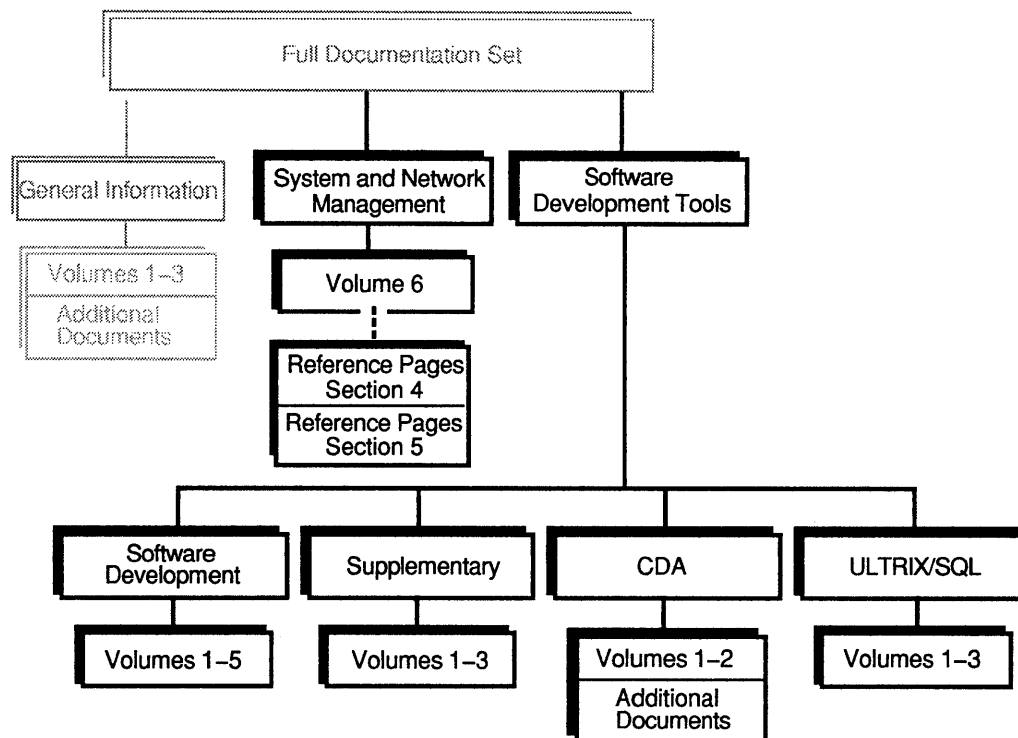 Full Documentation Set
General Information
System and Network
Management
Software
Development Tools
Volumes 1–3
Additional
Documents
Volume 6
Reference Pages
Section 4
Reference Pages
Section 5
Software
Development
Supplementary
CDA
ULTRIX/SQL
Volumes 1–5
Volumes 1–3
Volumes 1–2
Additional
Documents
Volumes 1–3